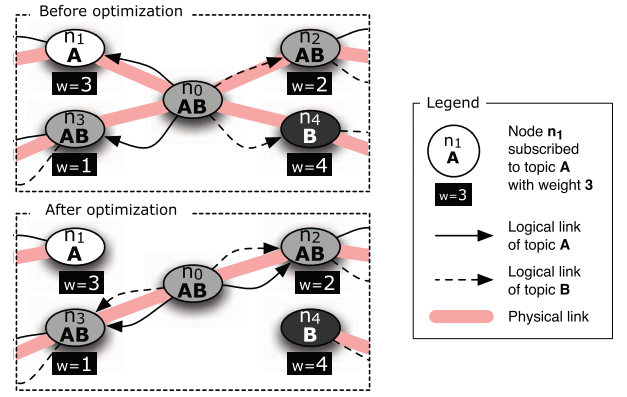 Before optimization
n1
A
w=3
n2
AB
w=2
n0
AB
n3
AB
w=1
n4
B
w=4
After optimization
n1
A
w=3
n2
AB
w=2
n0
AB
n3
AB
w=1
n4
B
w=4
Legend
n1
A
w=3
Node n1
subscribed
to topic A
with weight 3
Logical link
of topic A
Logical link
of topic B
Physical link